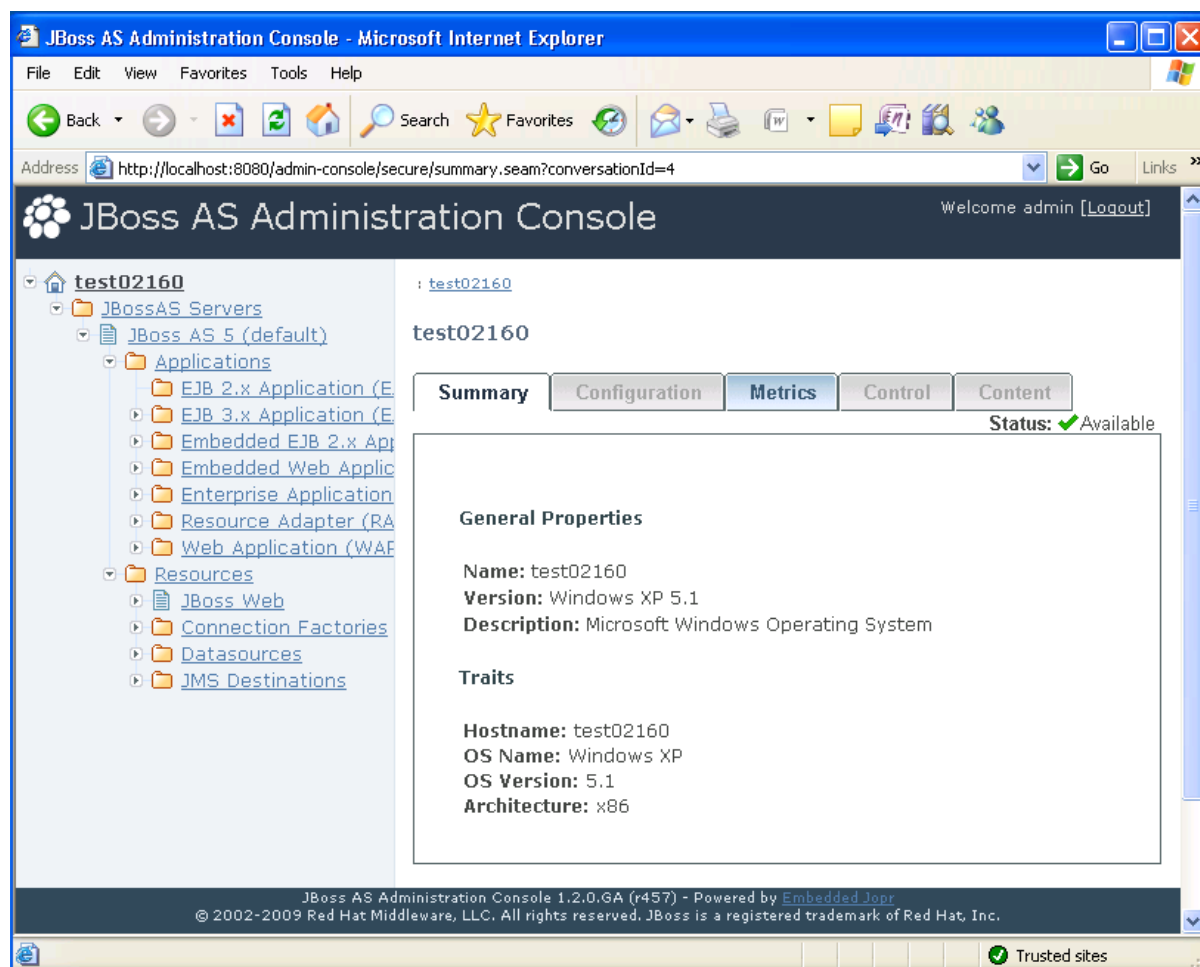 JBoss AS Administration Console - Microsoft Internet Explorer
File Edit View Favorites Tools Help
Back Search Favorites
Address http://localhost:8080/admin-console/secure/summary.seam?conversationId=4 Go Links »
JBoss AS Administration Console Welcome admin [Logout]
test02160
JBossAS Servers
JBoss AS 5 (default)
Applications
EJB 2.x Application (E
EJB 3.x Application (E
Embedded EJB 2.x App
Embedded Web Applic
Enterprise Application
Resource Adapter (RA
Web Application (WAR
Resources
JBoss Web
Connection Factories
Datasources
JMS Destinations
: test02160
test02160
Summary Configuration Metrics Control Content
Status: Available
General Properties
Name: test02160
Version: Windows XP 5.1
Description: Microsoft Windows Operating System
Traits
Hostname: test02160
OS Name: Windows XP
OS Version: 5.1
Architecture: x86
JBoss AS Administration Console 1.2.0.GA (r457) - Powered by Embedded Jopr
© 2002-2009 Red Hat Middleware, LLC. All rights reserved. JBoss is a registered trademark of Red Hat, Inc.
Trusted sites